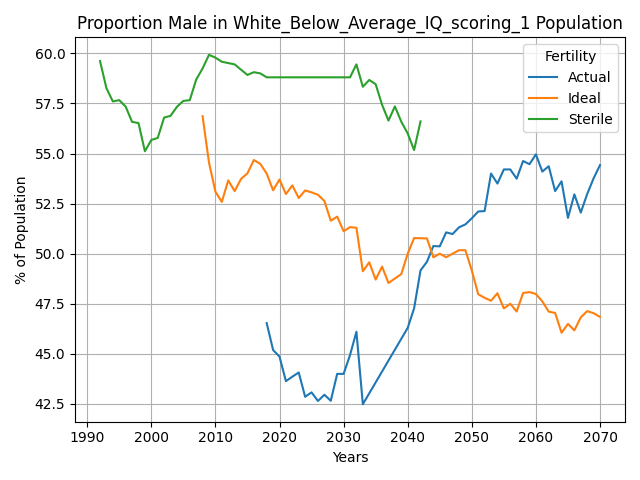 Proportion Male in White_Below_Average_IQ_scoring_1 Population
% of Population
60.0
57.5
55.0
52.5
50.0
47.5
45.0
42.5
Fertility
Actual
Ideal
Sterile
1990 2000 2010 2020 2030 2040 2050 2060 2070
Years